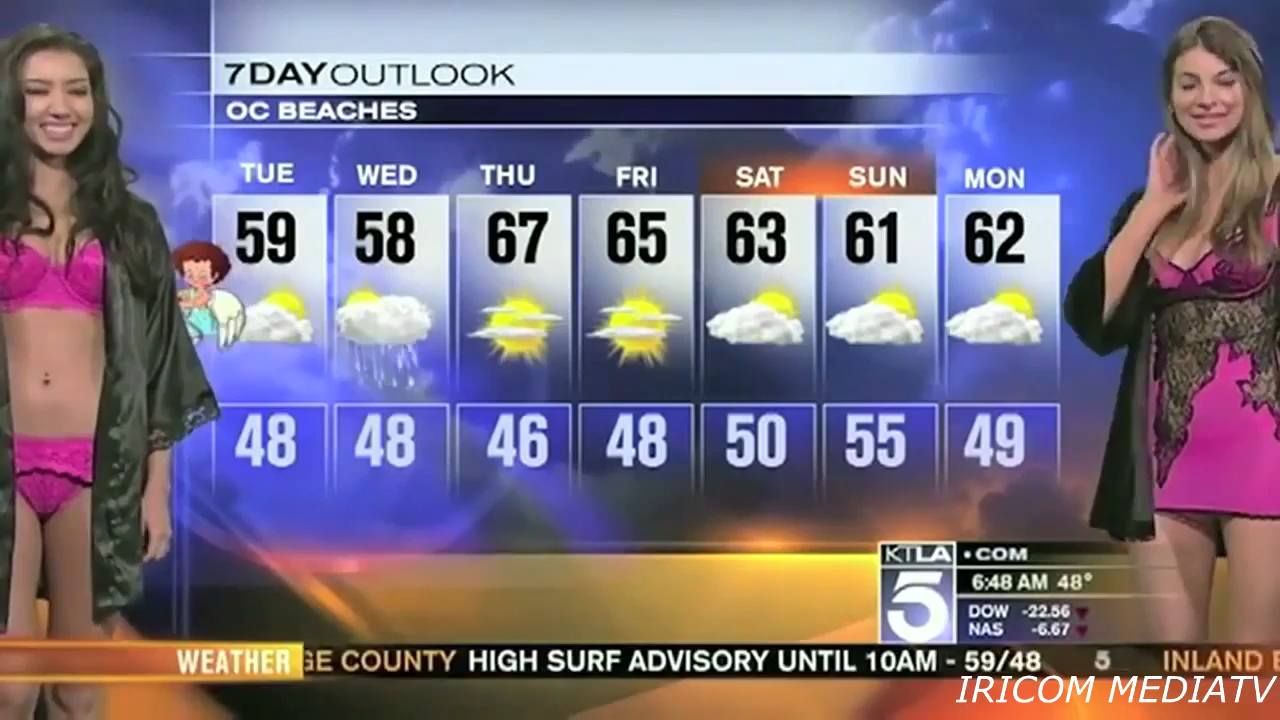 7DAYOUTLOOK
OC BEACHES
TUE WED THU FRI SAT SUN MON
59 58 67 65 63 61 62
48 48 46 48 50 55 49
KTLA .COM
5
6:48 AM 48°
DOW -22.56
NAS -6.67
WEATHER GE COUNTY HIGH SURF ADVISORY UNTIL 10AM - 59/48 5 INLAND E
IRICOM MEDIATV